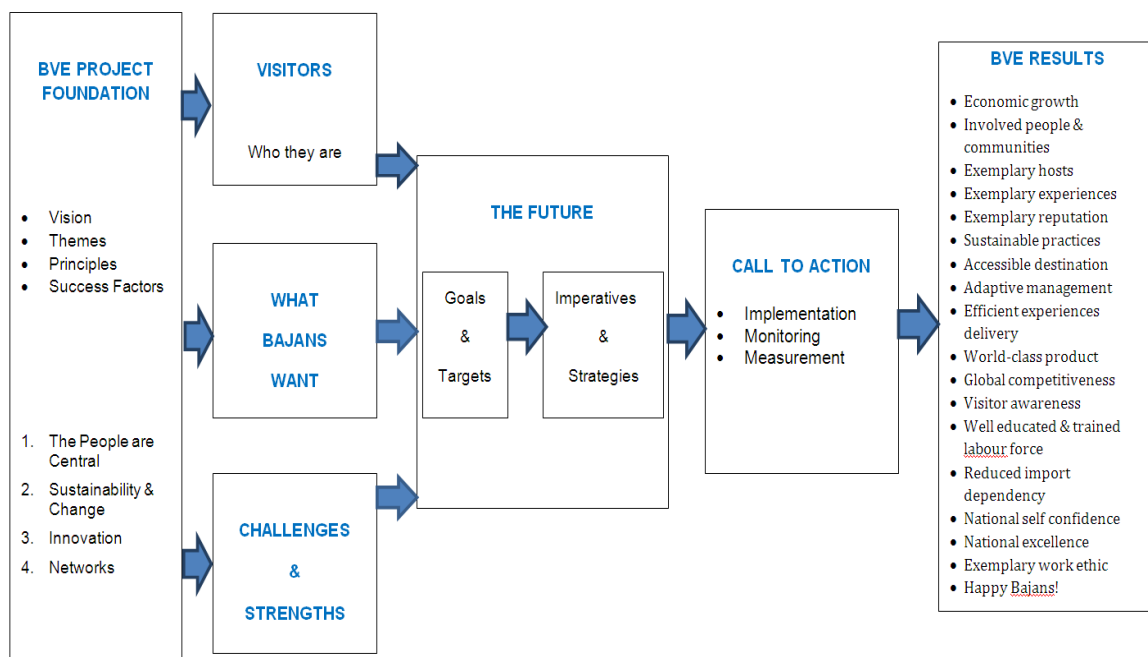 BVE PROJECT
FOUNDATION
• Vision
• Themes
• Principles
• Success Factors
1. The People are
Central
2. Sustainability &
Change
3. Innovation
4. Networks
VISITORS
Who they are
WHAT
BAJANS
WANT
CHALLENGES
&
STRENGTHS
THE FUTURE
Goals
&
Targets
Imperatives
&
Strategies
CALL TO ACTION
• Implementation
• Monitoring
• Measurement
BVE RESULTS
• Economic growth
• Involved people &
communities
• Exemplary hosts
• Exemplary experiences
• Exemplary reputation
• Sustainable practices
• Accessible destination
• Adaptive management
• Efficient experiences
delivery
• World-class product
• Global competitiveness
• Visitor awareness
• Well educated & trained
labour force
• Reduced import
dependency
• National self confidence
• National excellence
• Exemplary work ethic
• Happy Bajans!